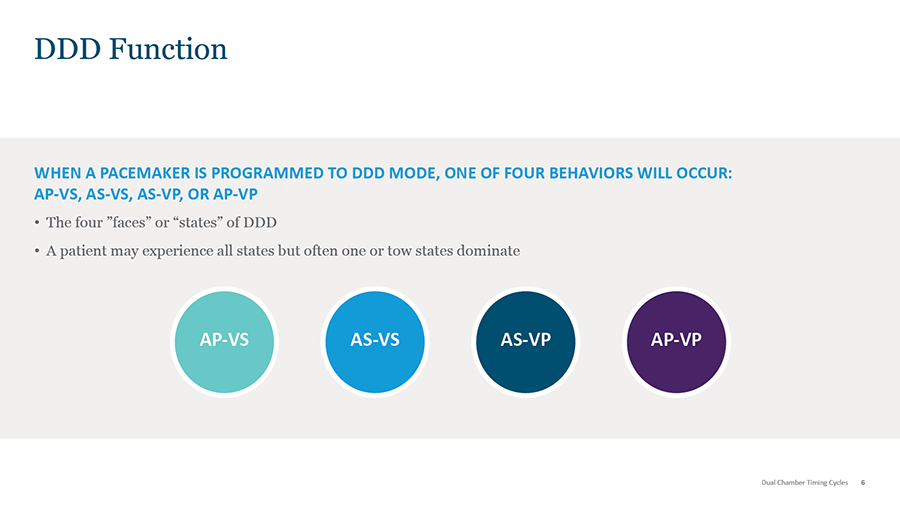 DDD Function
WHEN A PACEMAKER IS PROGRAMMED TO DDD MODE, ONE OF FOUR BEHAVIORS WILL OCCUR:
AP-VS, AS-VS, AS-VP, OR AP-VP
• The four ”faces” or “states” of DDD
• A patient may experience all states but often one or tow states dominate
AP-VS
AS-VS
AS-VP
AP-VP
Dual Chamber Timing Cycles 6